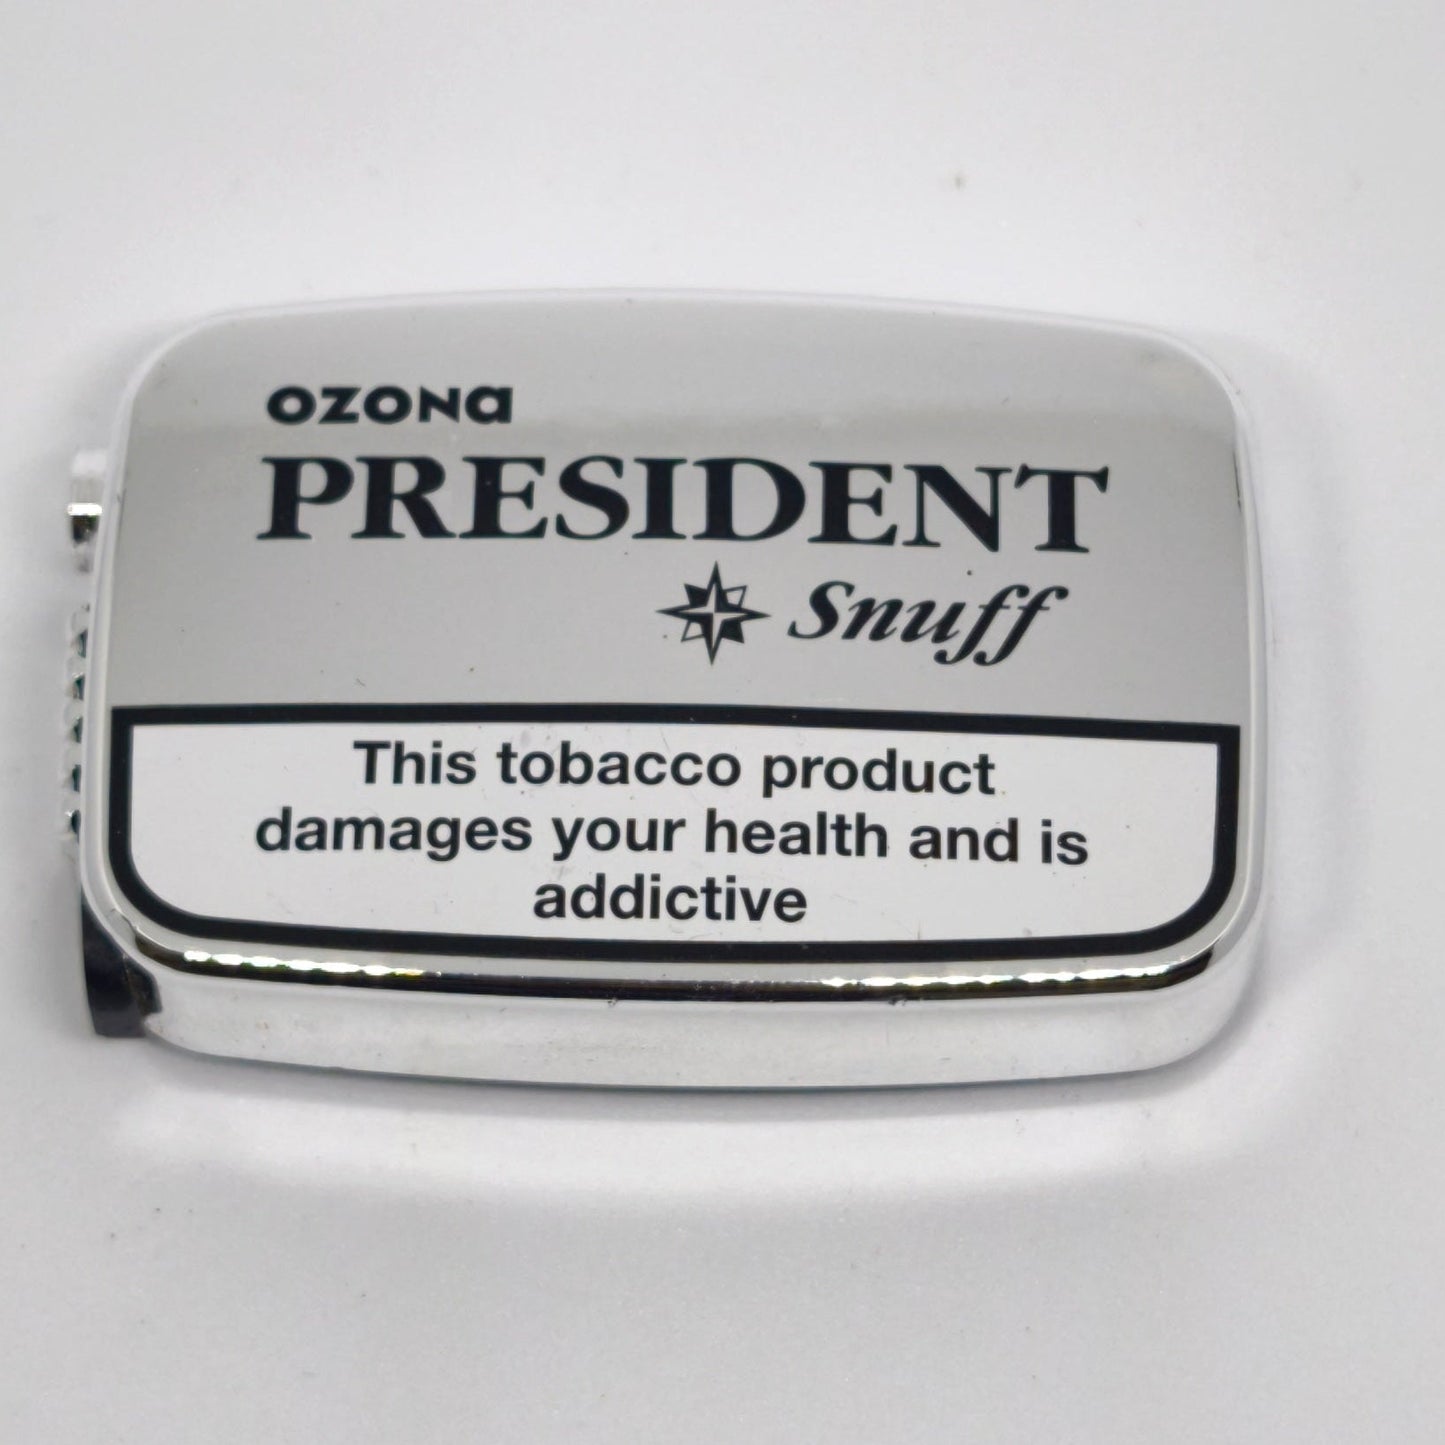 OZONA
PRESIDENT
Snuff
This tobacco product
damages your health and is
addictive